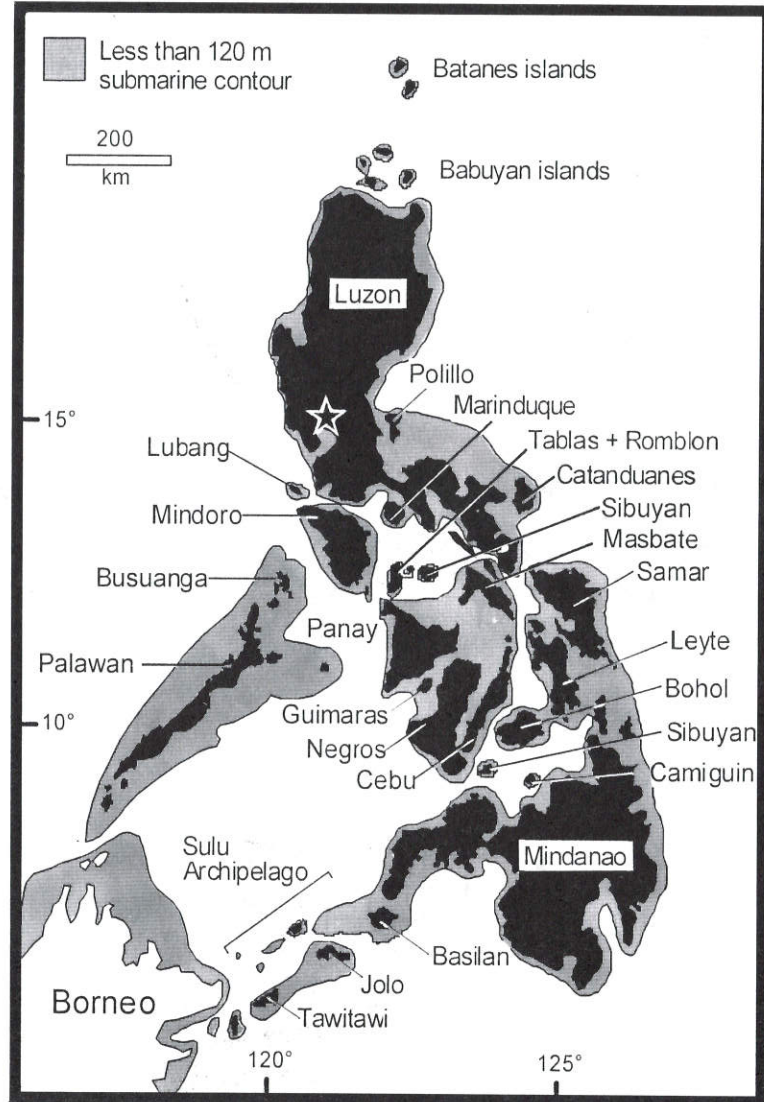 Less than 120 m
submarine contour
200
km
Batanes islands
Babuyan islands
Luzon
Polillo
15°
Marinduque
Tablas + Romblon
Lubang
Catanduanes
Mindoro
Sibuyan
Masbate
Busuanga
Samar
Panay
Leyte
Palawan
Bohol
Guimaras
10°
Negros
Sibuyan
Cebu
Camiguin
Sulu
Archipelago
Mindanao
Basilan
Jolo
Borneo
Tawitawi
120°
125°